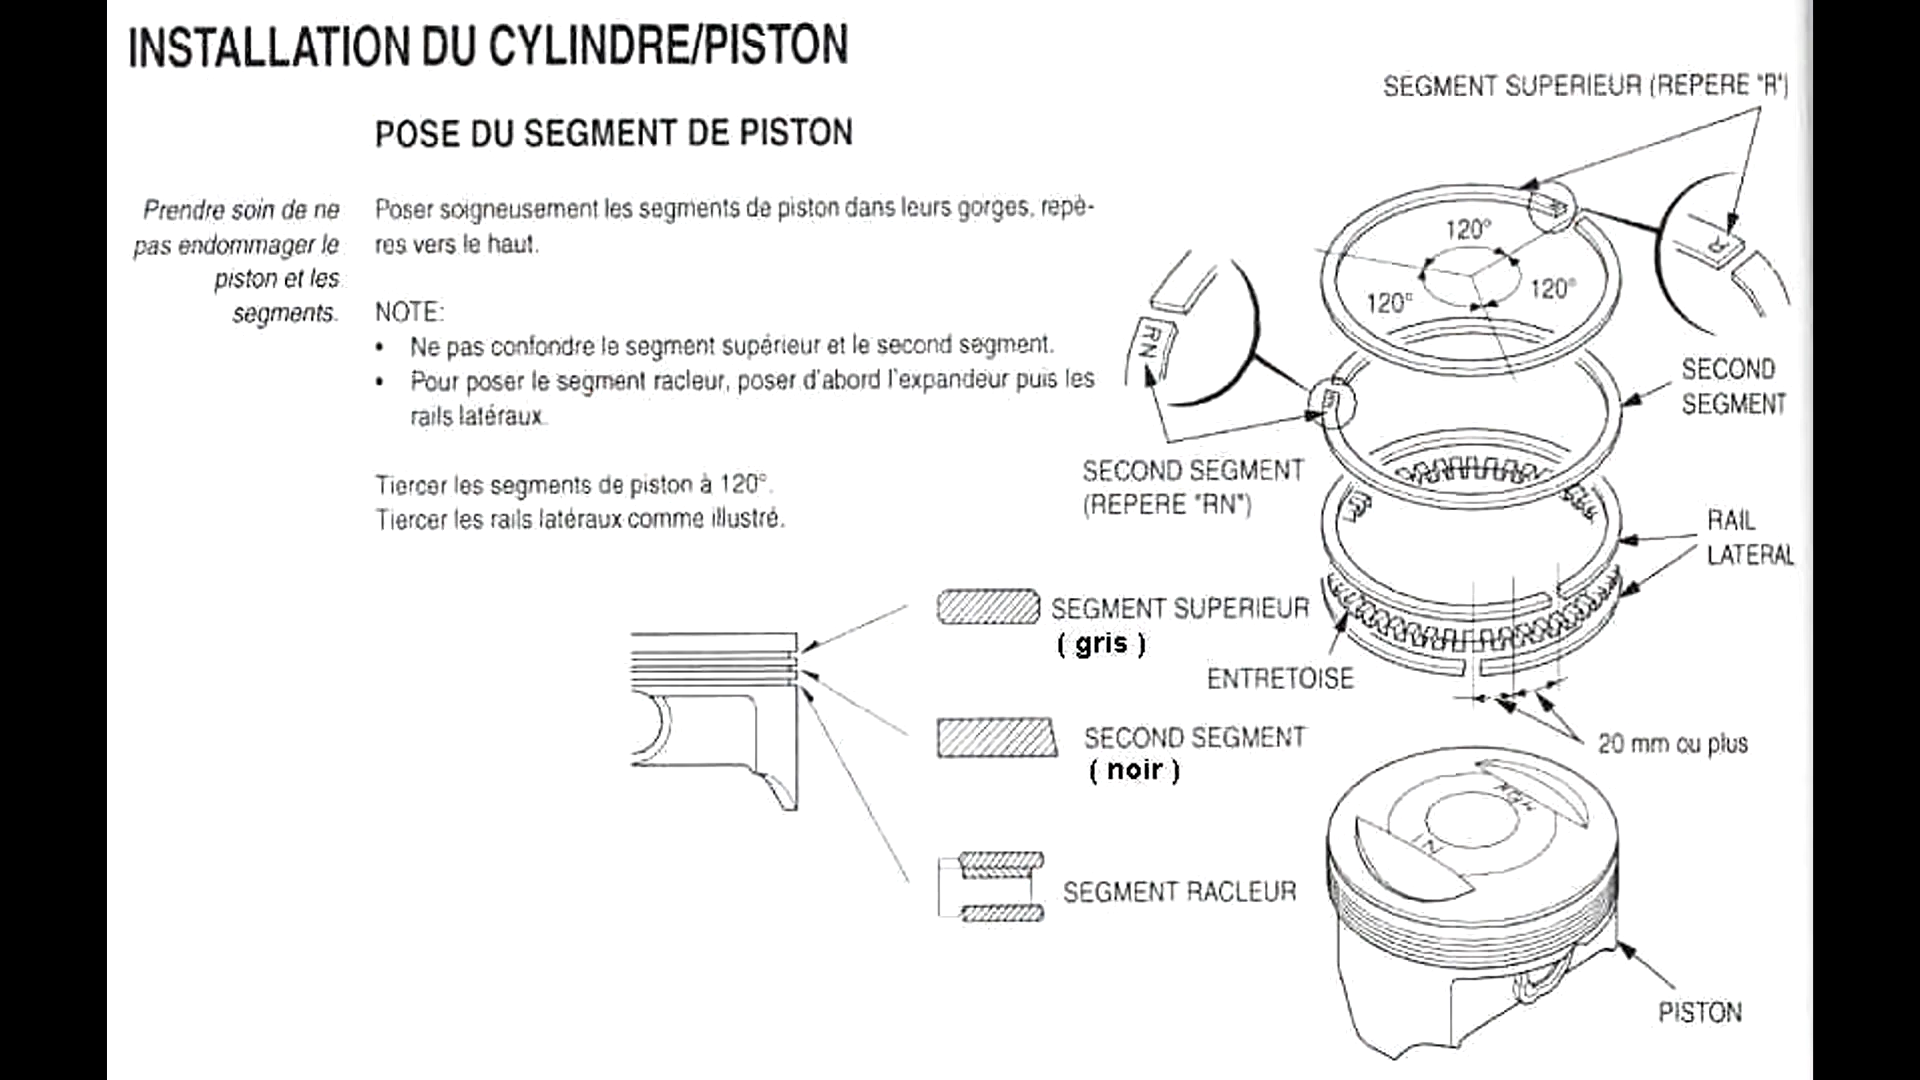 INSTALLATION DU CYLINDRE/PISTON
POSE DU SEGMENT DE PISTON
Prendre soin de ne
pas endommager le
piston et les
segments.
Poser soigneusement les segments de piston dans leurs gorges, repè-
res vers le haut.
NOTE:
• Ne pas confondre le segment supérieur et le second segment.
• Pour poser le segment racleur, poser d'abord l'expandeur puis les
rails latéraux.
Tiercer les segments de piston à 120°.
Tiercer les rails latéraux comme illustré.
SEGMENT SUPERIEUR (REPERE "R")
120°
120°
120°
R
RN
SECOND
SEGMENT
SECOND SEGMENT
(REPERE "RN")
RAIL
LATERAL
SEGMENT SUPERIEUR
( gris )
ENTRETOISE
SECOND SEGMENT
( noir )
20 mm ou plus
SEGMENT RACLEUR
IN
PISTON